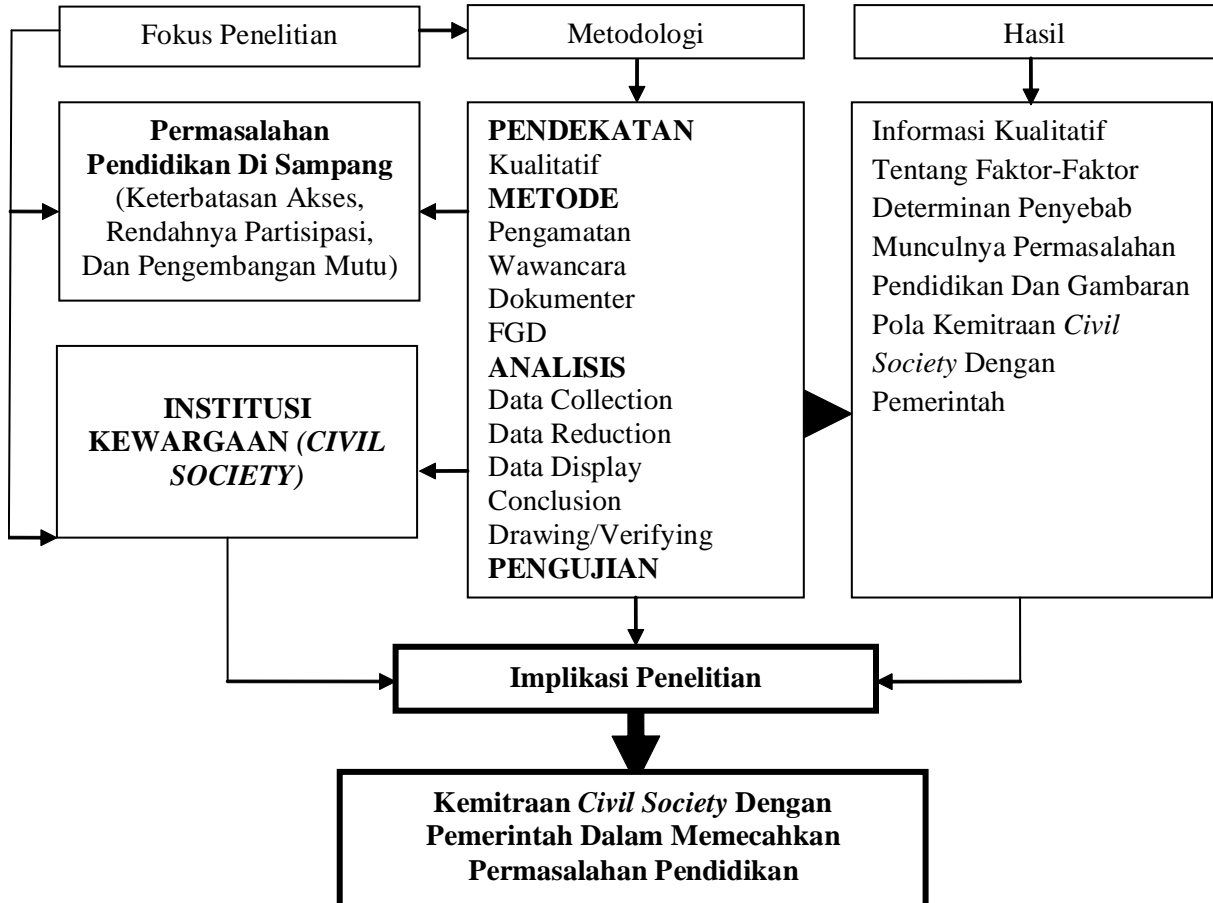 Fokus Penelitian
Metodologi
Hasil
Permasalahan
Pendidikan Di Sampang
(Keterbatasan Akses,
Rendahnya Partisipasi,
Dan Pengembangan Mutu)
INSTITUSI
KEWARGAAN (CIVIL
SOCIETY)
PENDEKATAN
Kualitatif
METODE
Pengamatan
Wawancara
Dokumenter
FGD
ANALISIS
Data Collection
Data Reduction
Data Display
Conclusion
Drawing/Verifying
PENGUJIAN
Informasi Kualitatif
Tentang Faktor-Faktor
Determinan Penyebab
Munculnya Permasalahan
Pendidikan Dan Gambaran
Pola Kemitraan Civil
Society Dengan
Pemerintah
Implikasi Penelitian
Kemitraan Civil Society Dengan
Pemerintah Dalam Memecahkan
Permasalahan Pendidikan